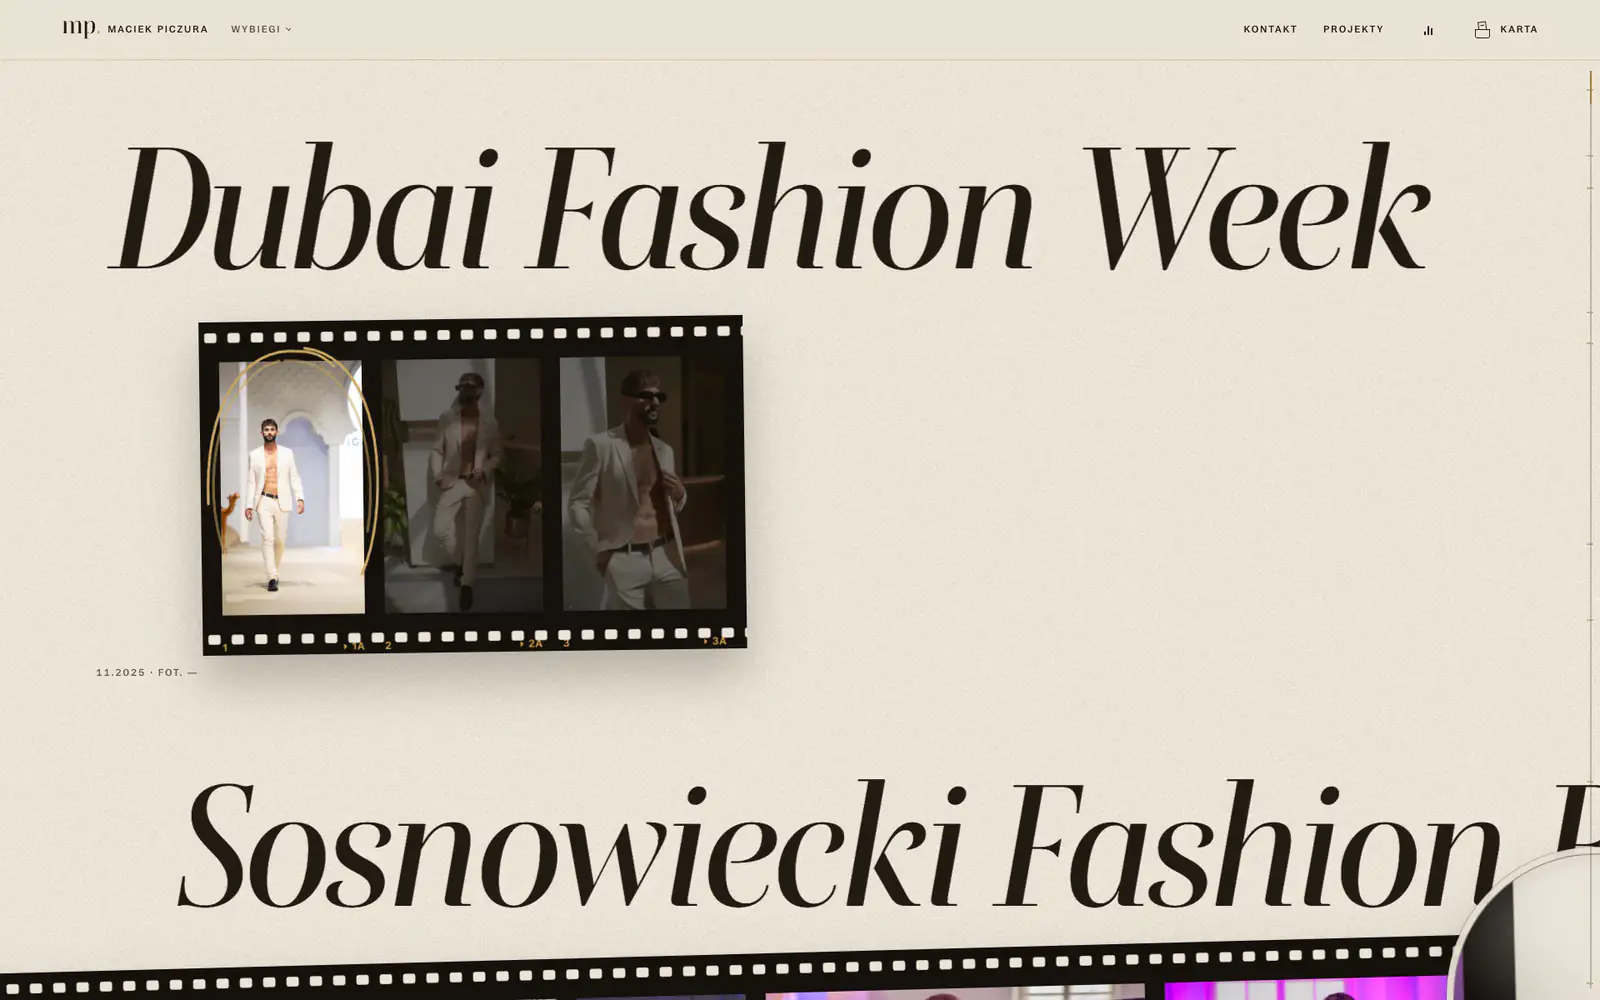 mp. MACIEK PICZURA WYBIEGI KONTAKT PROJEKTY KARTA
Dubai Fashion Week
1 1A 2 2A 3 3A
11.2025 · FOT. —
Sosnowiecki Fashion